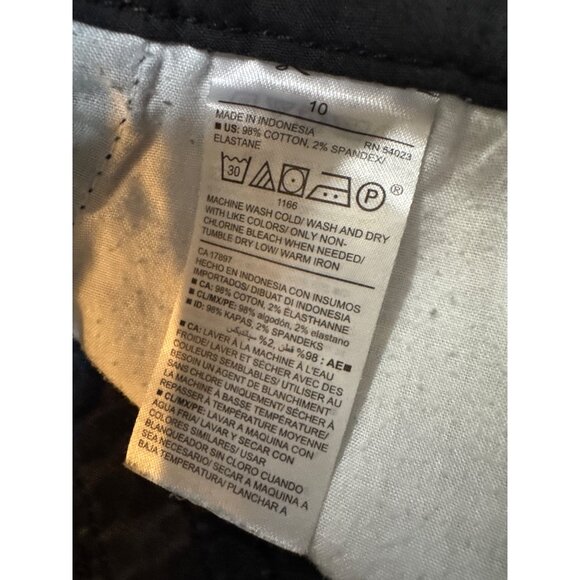 10
MADE IN INDONESIA RN 54023
■ US: 98% COTTON, 2% SPANDEX/
ELASTANE
30 P ®
1166
MACHINE WASH COLD/ WASH AND DRY
WITH LIKE COLORS/ ONLY NON-
CHLORINE BLEACH WHEN NEEDED/
TUMBLE DRY LOW/ WARM IRON
CA 17897
HECHO EN INDONESIA CON INSUMOS
IMPORTADOS/ DIBUAT DI INDONESIA
■ CA: 98% COTON, 2% ÉLASTHANNE
■ CL/MX/PE: 98% algodón, 2% elastano
■ ID: 98% KAPAS, 2% SPANDEKS
■AE: 98% قطن, 2% سباندیكس
■ CA: LAVER À LA MACHINE À L'EAU
FROIDE/ LAVER ET SÉCHER AVEC DES
COULEURS SEMBLABLES/ UTILISER AU
BESOIN UN AGENT DE BLANCHIMENT
SANS CHLORE UNIQUEMENT/ SÉCHER À
LA MACHINE À BASSE TEMPÉRATURE/
REPASSER À TEMPÉRATURE MOYENNE
■ CL/MX/PE: LAVAR A MAQUINA CON
AGUA FRIA/ LAVAR Y SECAR CON
COLORES SIMILARES/ USAR
BLANQUEADOR SIN CLORO CUANDO
SEA NECESARIO/ SECAR A MAQUINA A
BAJA TEMPERATURA/ PLANCHAR A